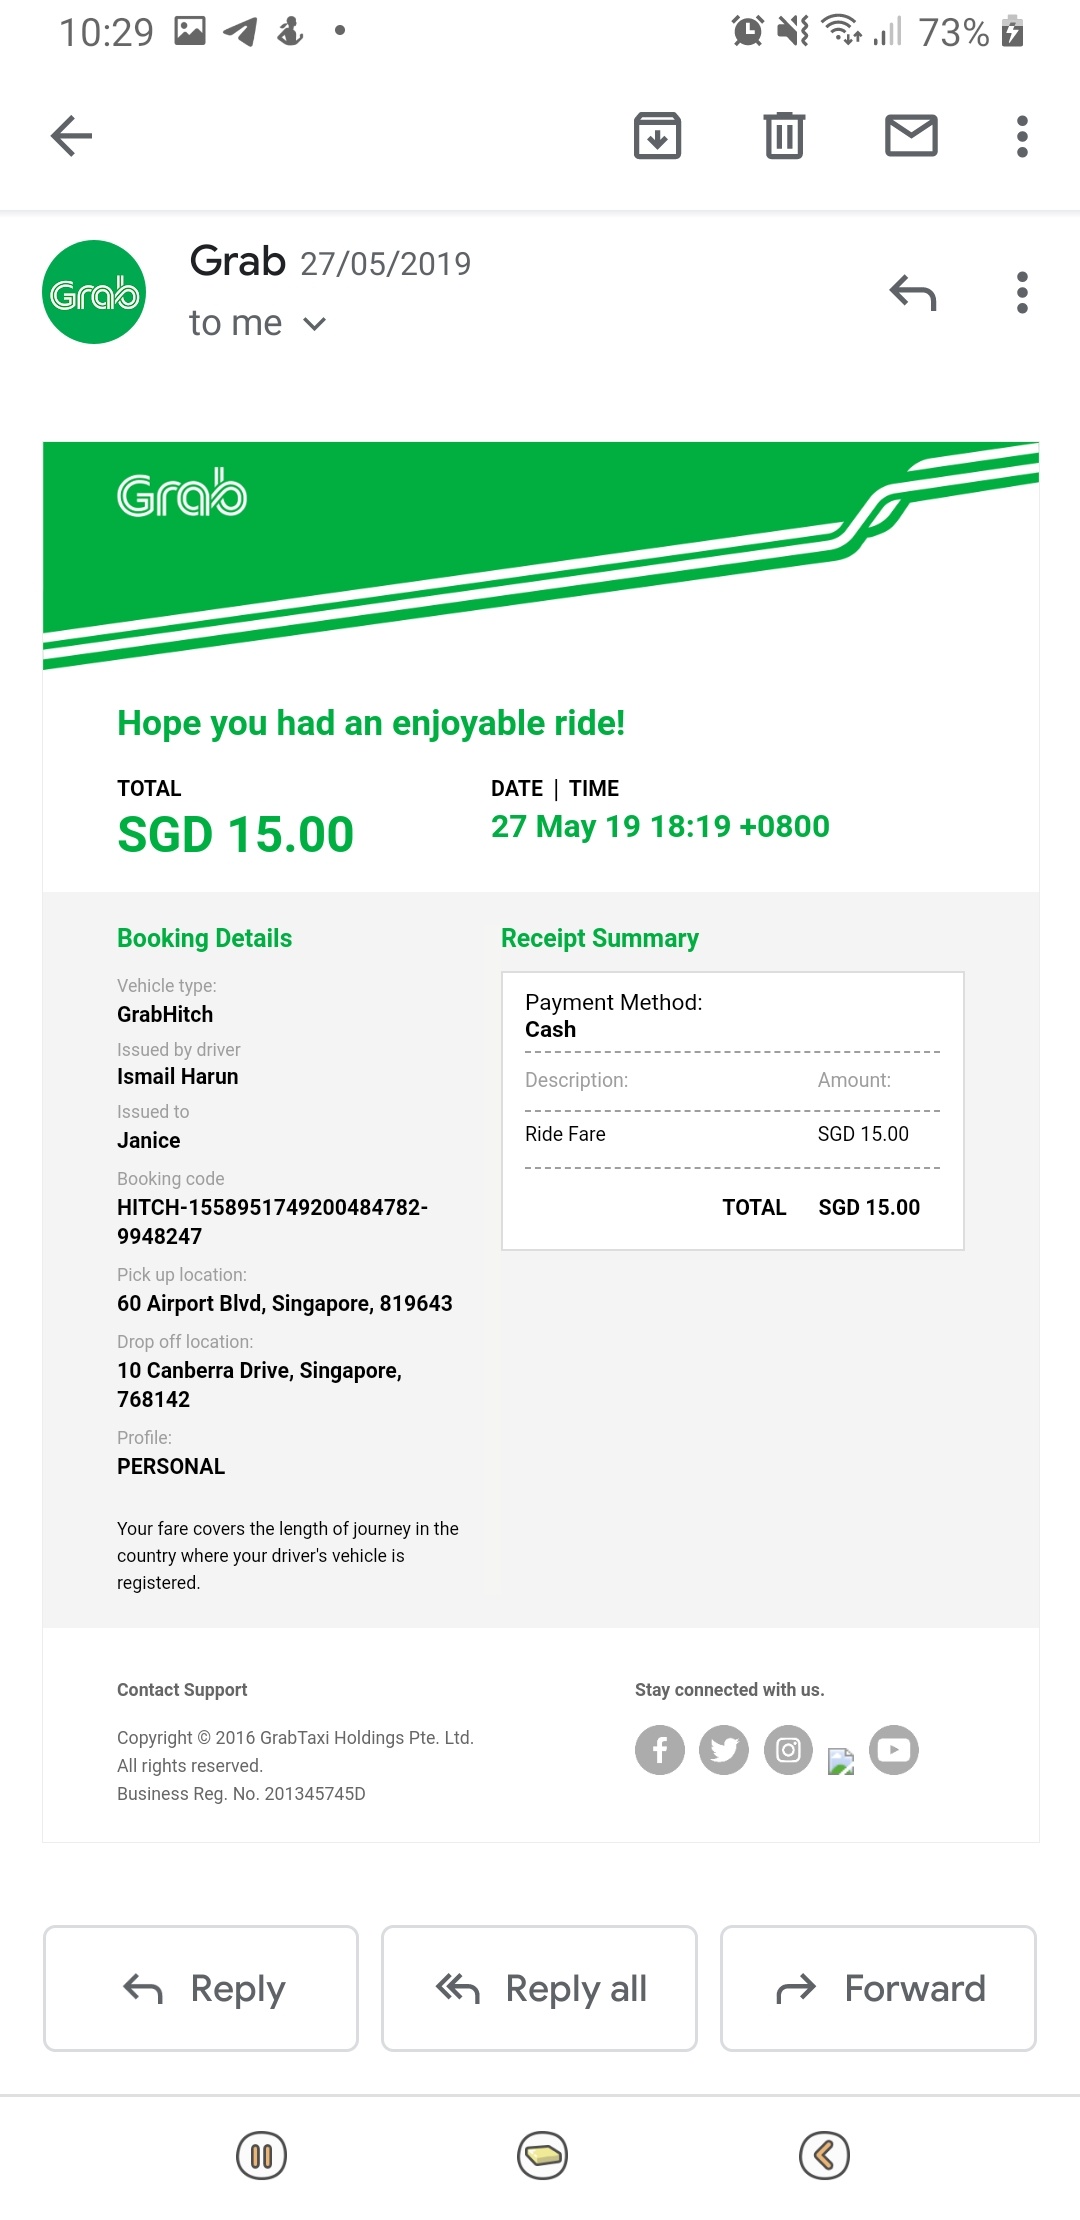 10:29
73%
Grab
Grab 27/05/2019
to me
Grab
Hope you had an enjoyable ride!
TOTAL
SGD 15.00
DATE | TIME
27 May 19 18:19 +0800
Booking Details
Vehicle type:
GrabHitch
Issued by driver
Ismail Harun
Issued to
Janice
Booking code
HITCH-1558951749200484782-
9948247
Pick up location:
60 Airport Blvd, Singapore, 819643
Drop off location:
10 Canberra Drive, Singapore,
768142
Profile:
PERSONAL
Your fare covers the length of journey in the
country where your driver's vehicle is
registered.
Receipt Summary
Payment Method:
Cash
Description: Amount:
Ride Fare SGD 15.00
TOTAL SGD 15.00
Contact Support
Copyright © 2016 GrabTaxi Holdings Pte. Ltd.
All rights reserved.
Business Reg. No. 201345745D
Stay connected with us.
Reply
Reply all
Forward